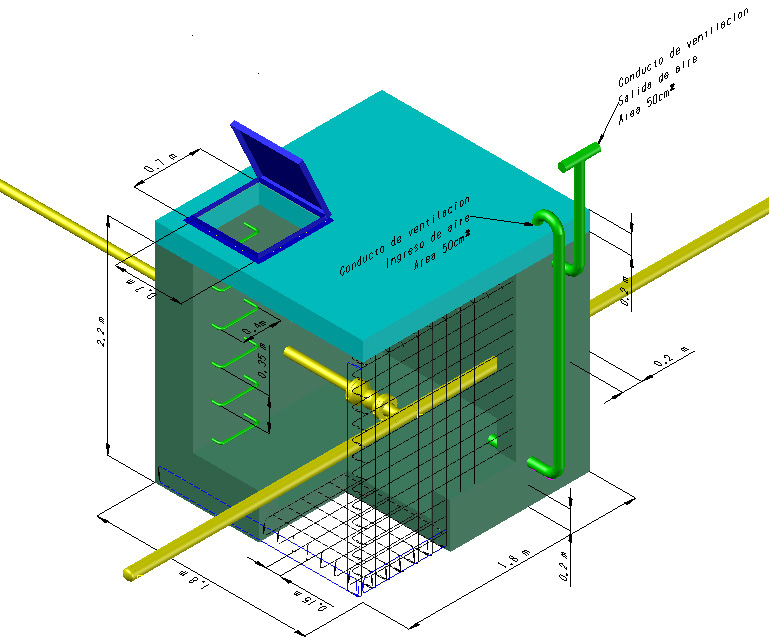 Conducto de ventilacion
Salida de aire
Area 50cm²
0.7 m
Conducto de ventilacion
Ingreso de aire
Area 50cm²
0.7 m
0.2 m
2.2 m
0.4m
0.35 m
0.2 m
1.8 m
0.15 m
1.8 m
0.2 m